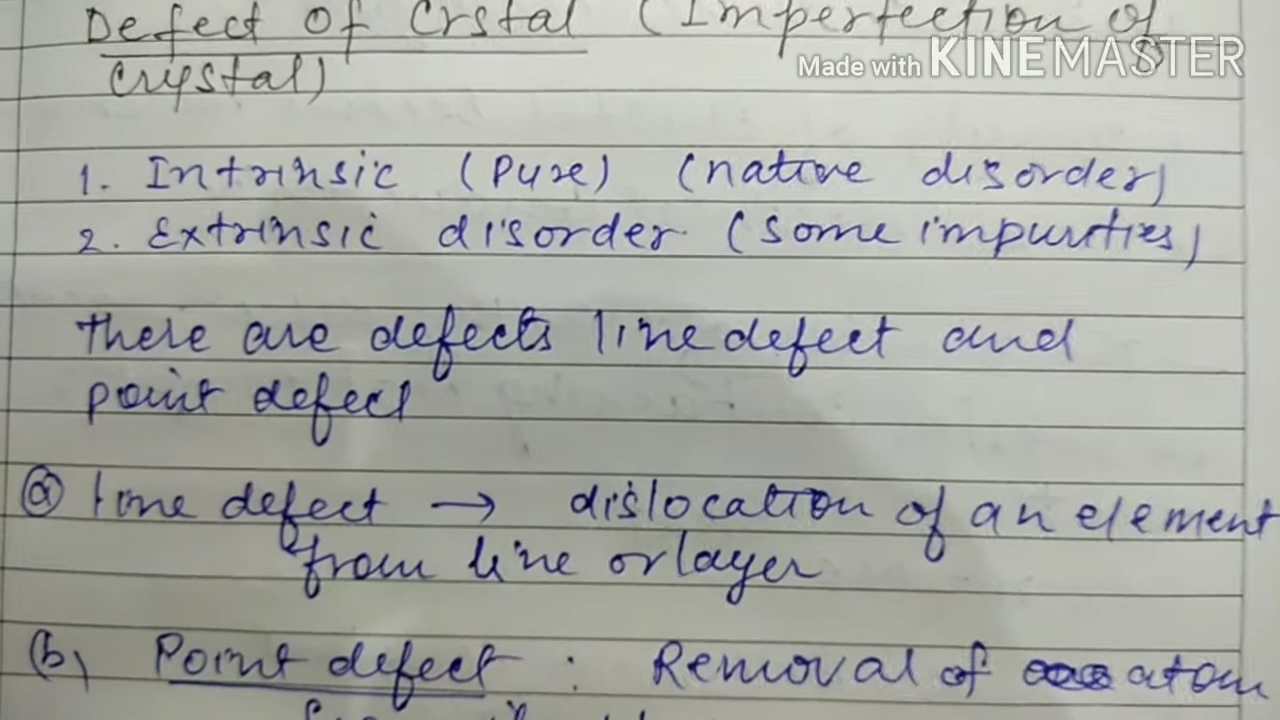 Defect of Crstal (Imperfection of
Crystal)
Made with KINEMASTER
1. Intrinsic (Pure) (native disorder)
2. Extrinsic disorder (some impurities)
there are defects line defect and
point defect
(a) line defect → dislocation of an element
from line or layer
(b) Point defect : Removal of atom